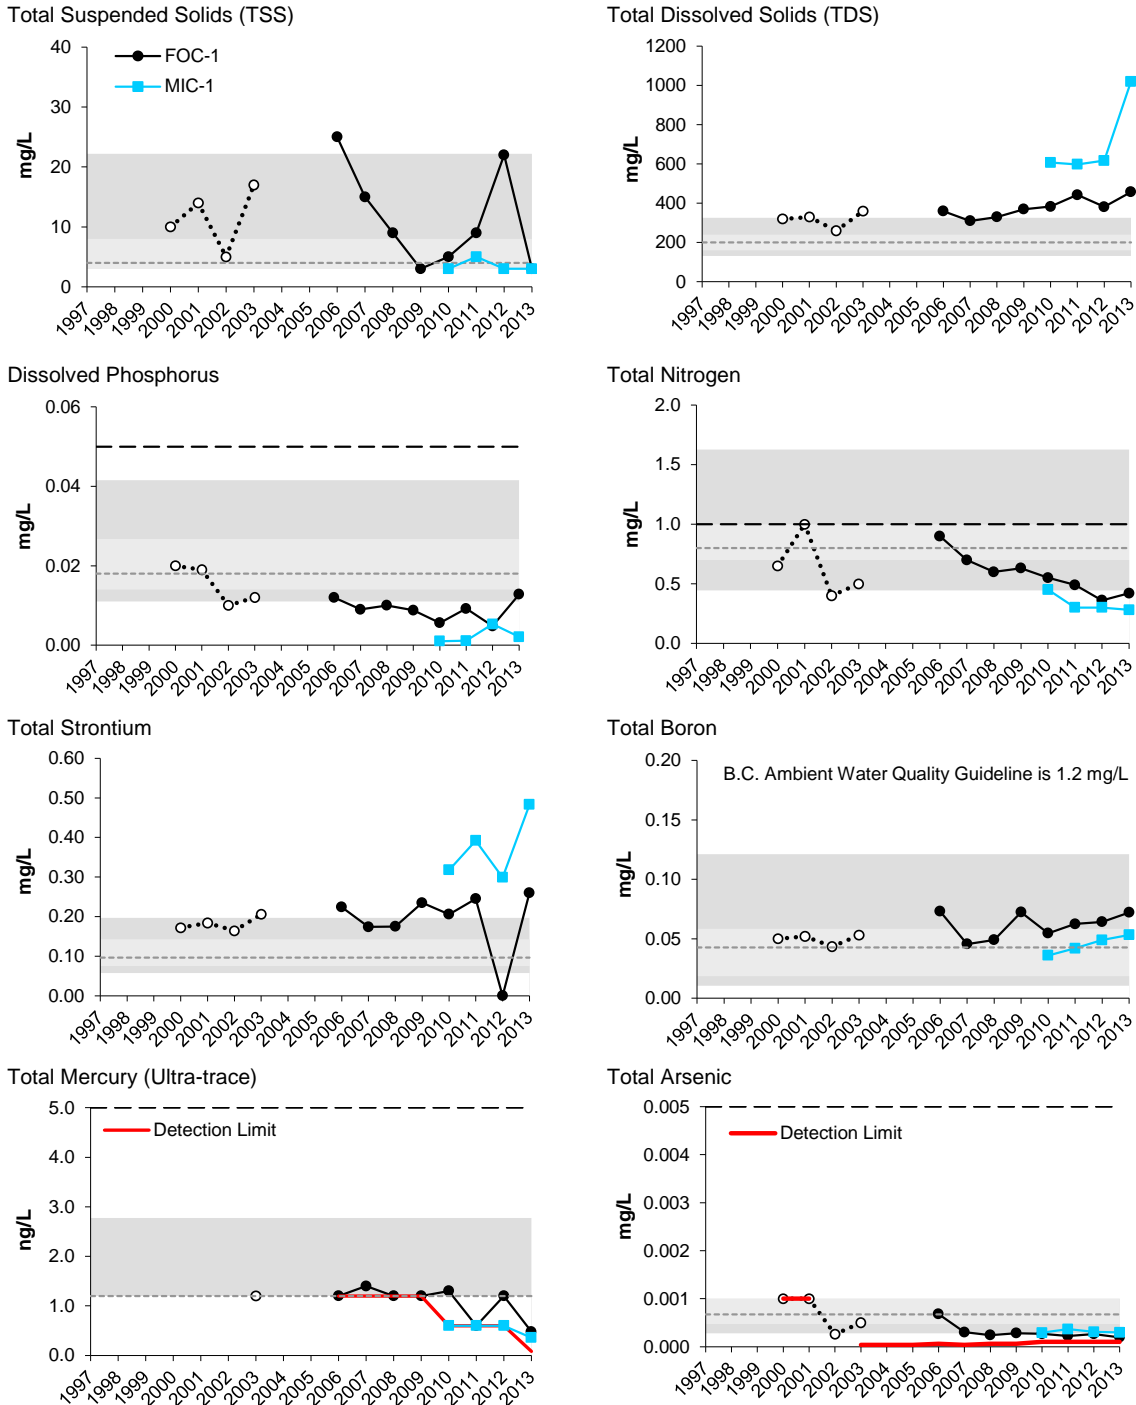 Total Suspended Solids (TSS)
40
30
20
10
0
mg/L
FOC-1
MIC-1
1997 1998 1999 2000 2001 2002 2003 2004 2005 2006 2007 2008 2009 2010 2011 2012 2013
Total Dissolved Solids (TDS)
1200
1000
800
600
400
200
0
mg/L
1997 1998 1999 2000 2001 2002 2003 2004 2005 2006 2007 2008 2009 2010 2011 2012 2013
Dissolved Phosphorus
0.06
0.04
0.02
0.00
mg/L
1997 1998 1999 2000 2001 2002 2003 2004 2005 2006 2007 2008 2009 2010 2011 2012 2013
Total Nitrogen
2.0
1.5
1.0
0.5
0.0
mg/L
1997 1998 1999 2000 2001 2002 2003 2004 2005 2006 2007 2008 2009 2010 2011 2012 2013
Total Strontium
0.60
0.50
0.40
0.30
0.20
0.10
0.00
mg/L
1997 1998 1999 2000 2001 2002 2003 2004 2005 2006 2007 2008 2009 2010 2011 2012 2013
Total Boron
0.20
0.15
0.10
0.05
0.00
mg/L
B.C. Ambient Water Quality Guideline is 1.2 mg/L
1997 1998 1999 2000 2001 2002 2003 2004 2005 2006 2007 2008 2009 2010 2011 2012 2013
Total Mercury (Ultra-trace)
5.0
4.0
3.0
2.0
1.0
0.0
ng/L
Detection Limit
1997 1998 1999 2000 2001 2002 2003 2004 2005 2006 2007 2008 2009 2010 2011 2012 2013
Total Arsenic
0.005
0.004
0.003
0.002
0.001
0.000
mg/L
Detection Limit
1997 1998 1999 2000 2001 2002 2003 2004 2005 2006 2007 2008 2009 2010 2011 2012 2013